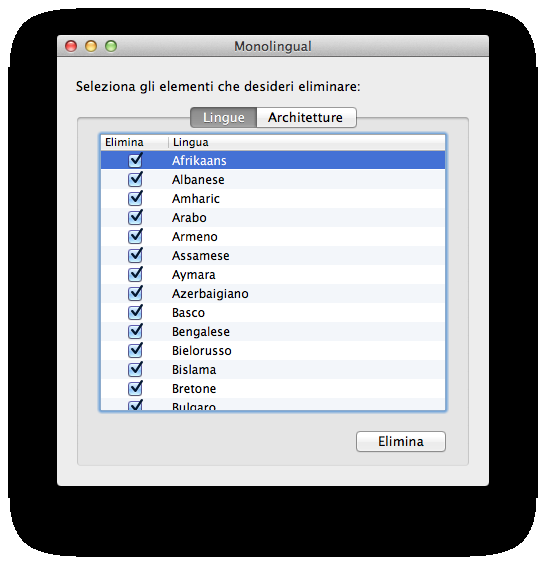 Monolingual
Seleziona gli elementi che desideri eliminare:
Lingue Architetture
Elimina Lingua
Afrikaans
Albanese
Amharic
Arabo
Armeno
Assamese
Aymara
Azerbaigiano
Basco
Bengalese
Bielorusso
Bislama
Bretone
Bulgaro
Elimina